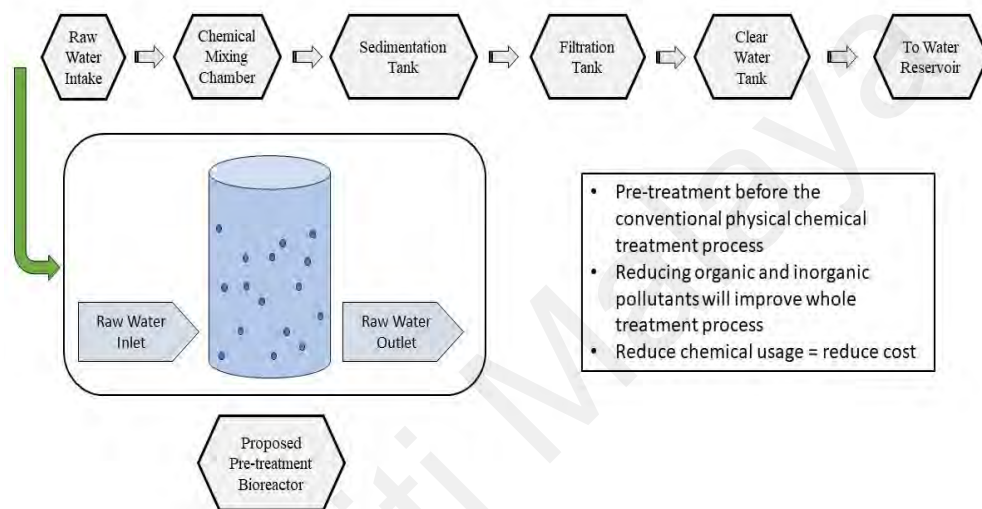 Raw
Water
Intake
Chemical
Mixing
Chamber
Sedimentation
Tank
Filtration
Tank
Clear
Water
Tank
To Water
Reservoir
Raw Water
Inlet
Raw Water
Outlet
• Pre-treatment before the
conventional physical chemical
treatment process
• Reducing organic and inorganic
pollutants will improve whole
treatment process
• Reduce chemical usage = reduce cost
Proposed
Pre-treatment
Bioreactor
iti Malaya